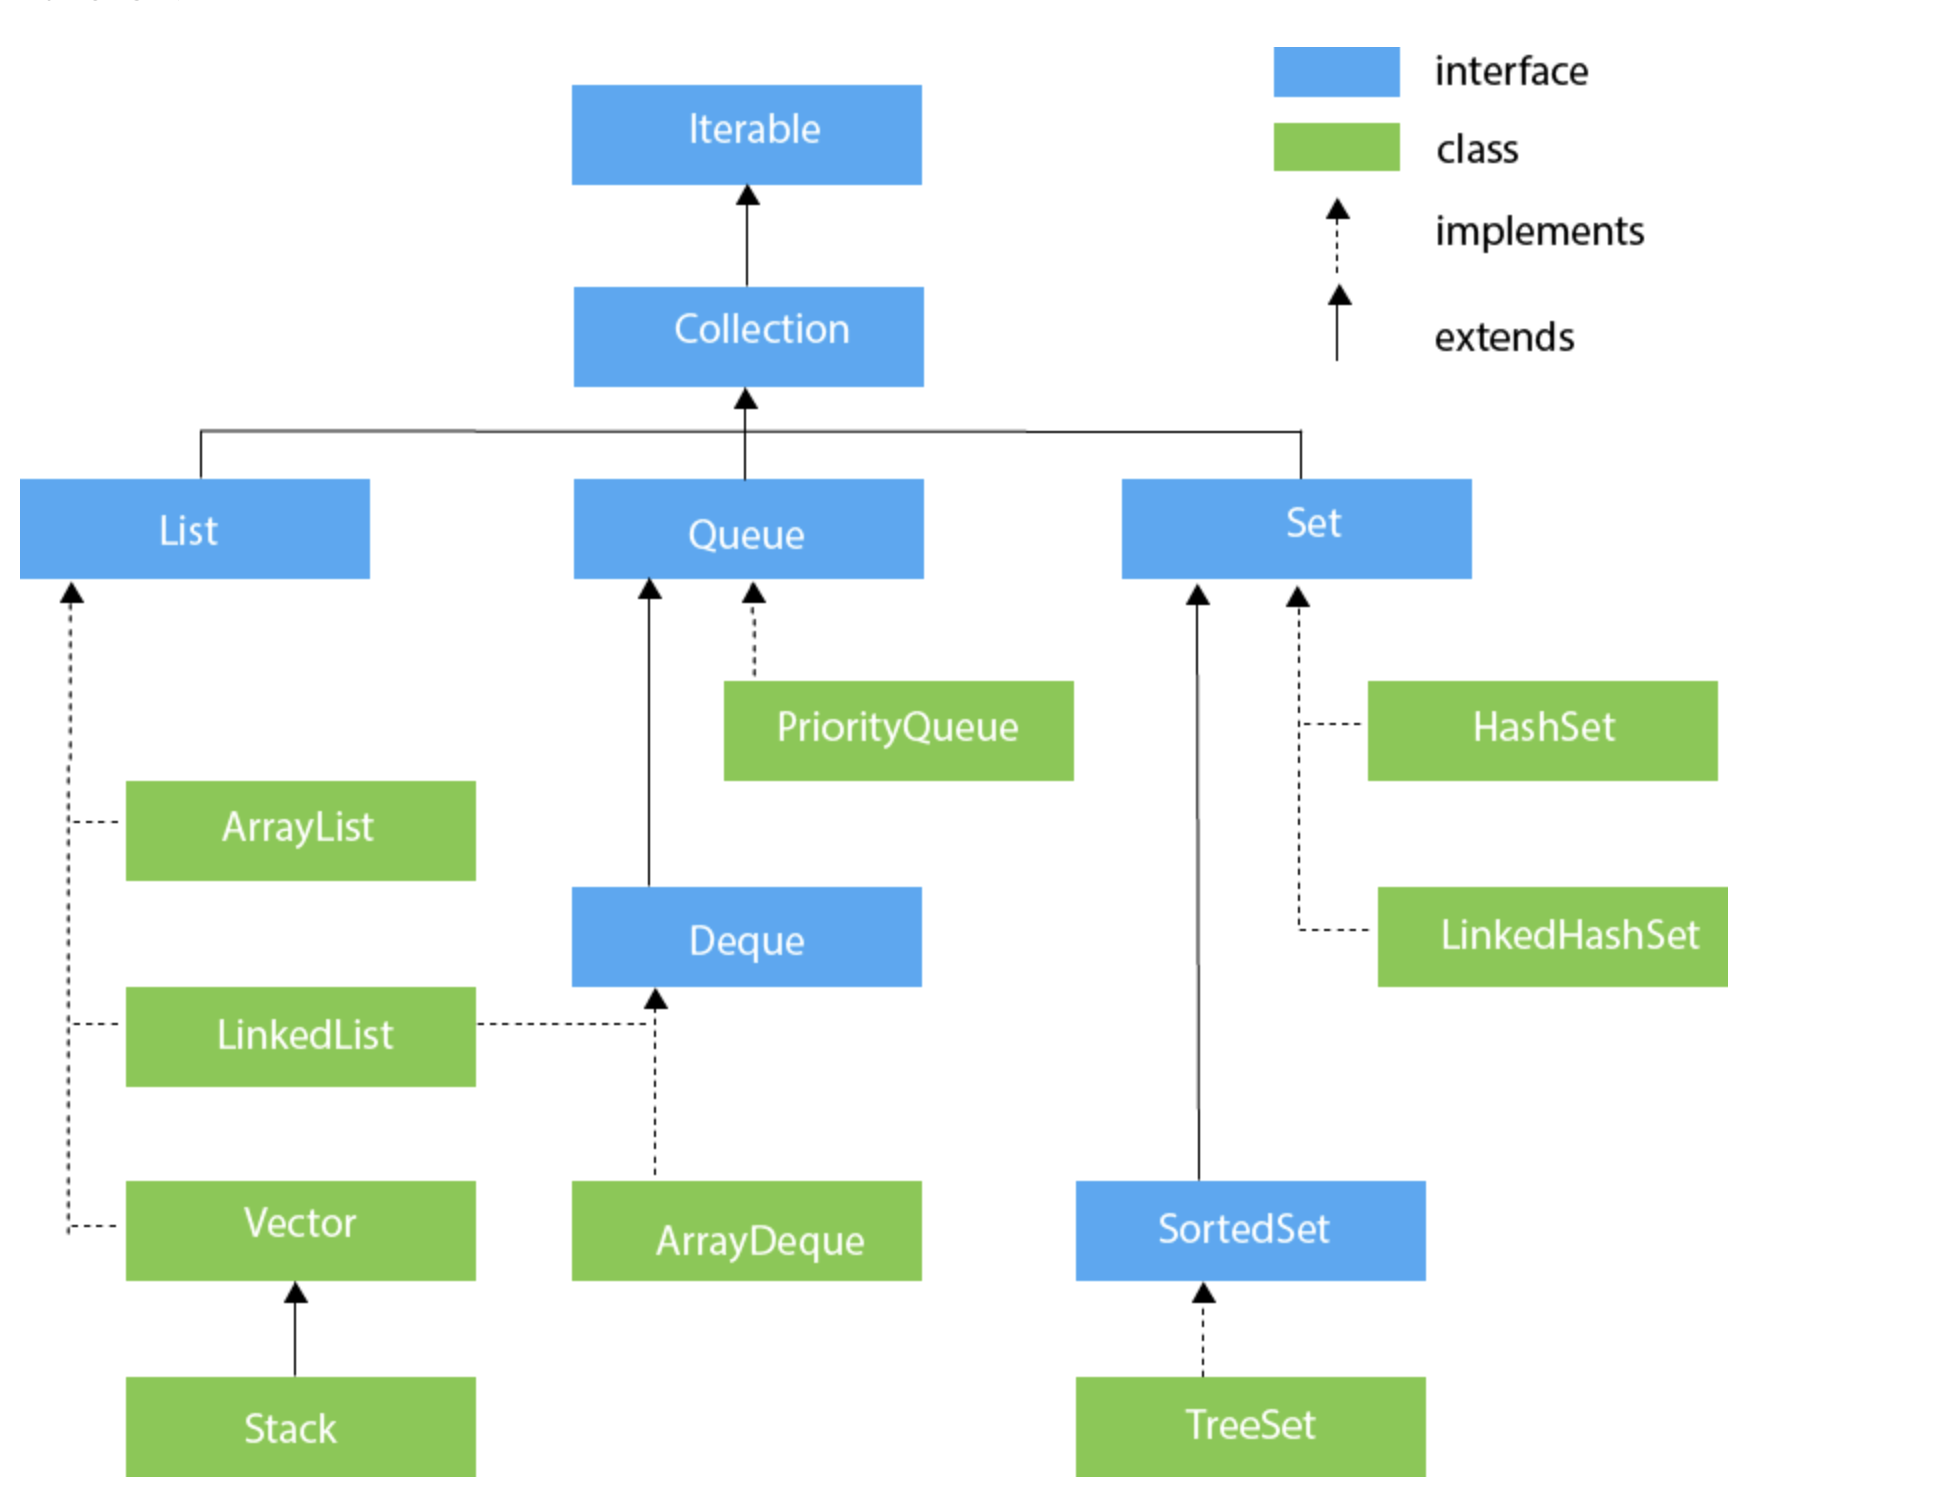 interface
Iterable
class
implements
Collection
extends
List
Queue
Set
PriorityQueue
HashSet
ArrayList
Deque
LinkedHashSet
LinkedList
Vector
ArrayDeque
SortedSet
Stack
TreeSet